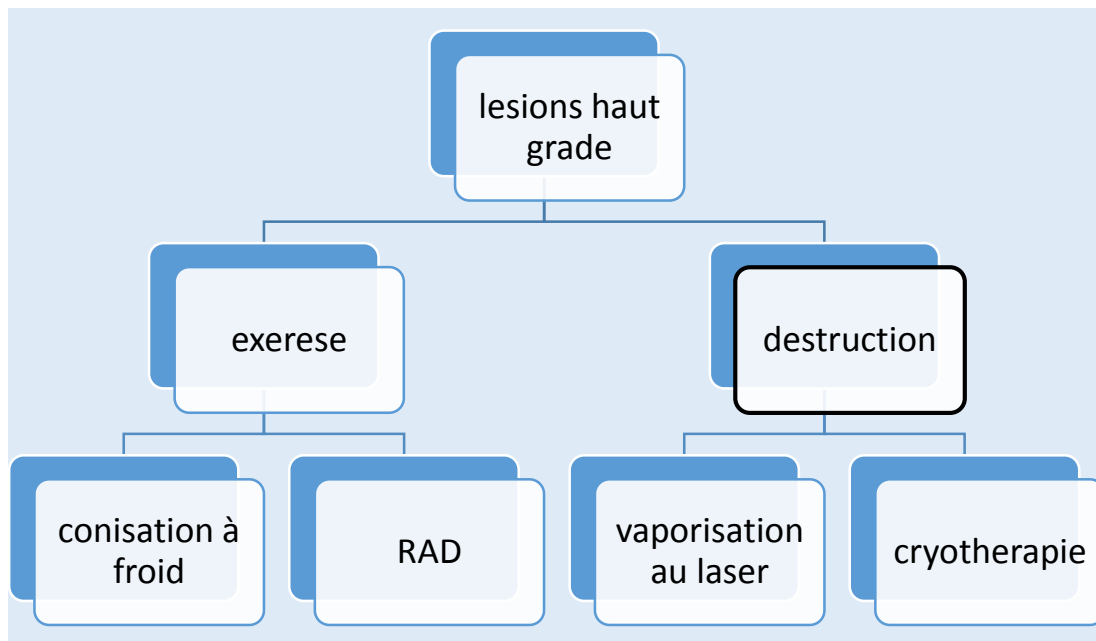 lesions haut
grade
exerese
destruction
conisation à
froid
RAD
vaporisation
au laser
cryotherapie